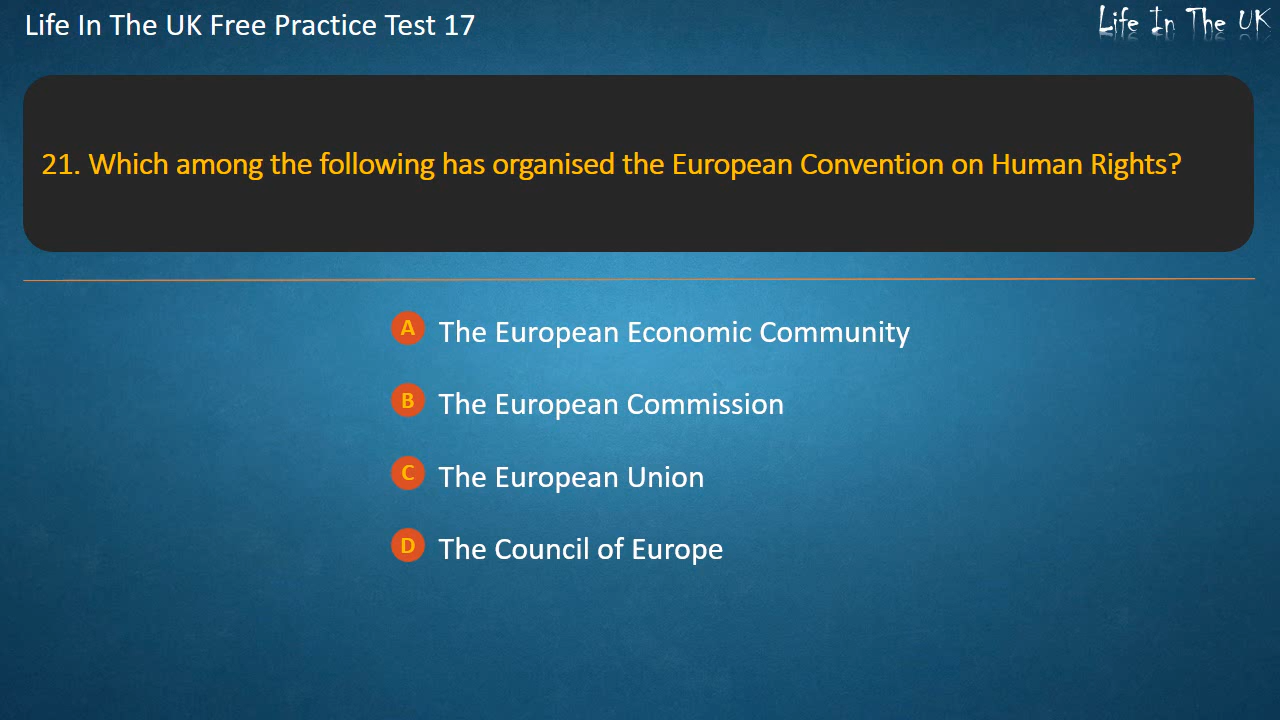 Life In The UK Free Practice Test 17
Life In The UK
21. Which among the following has organised the European Convention on Human Rights?
A The European Economic Community
B The European Commission
C The European Union
D The Council of Europe